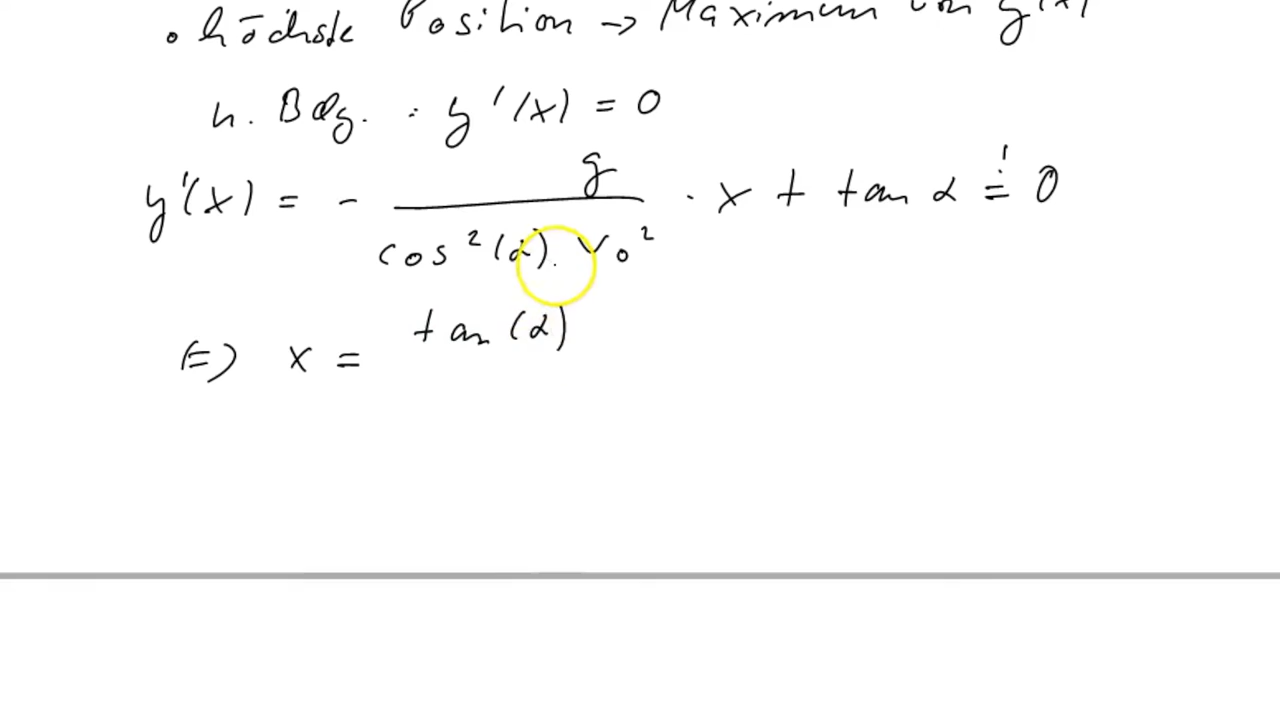 • höchste Position → Maximum von y(x)
n. Bdg. : y'(x) = 0
y'(x) = - g / (cos²(α) · v₀²) · x + tan α =! 0
⇔ x = tan(α)